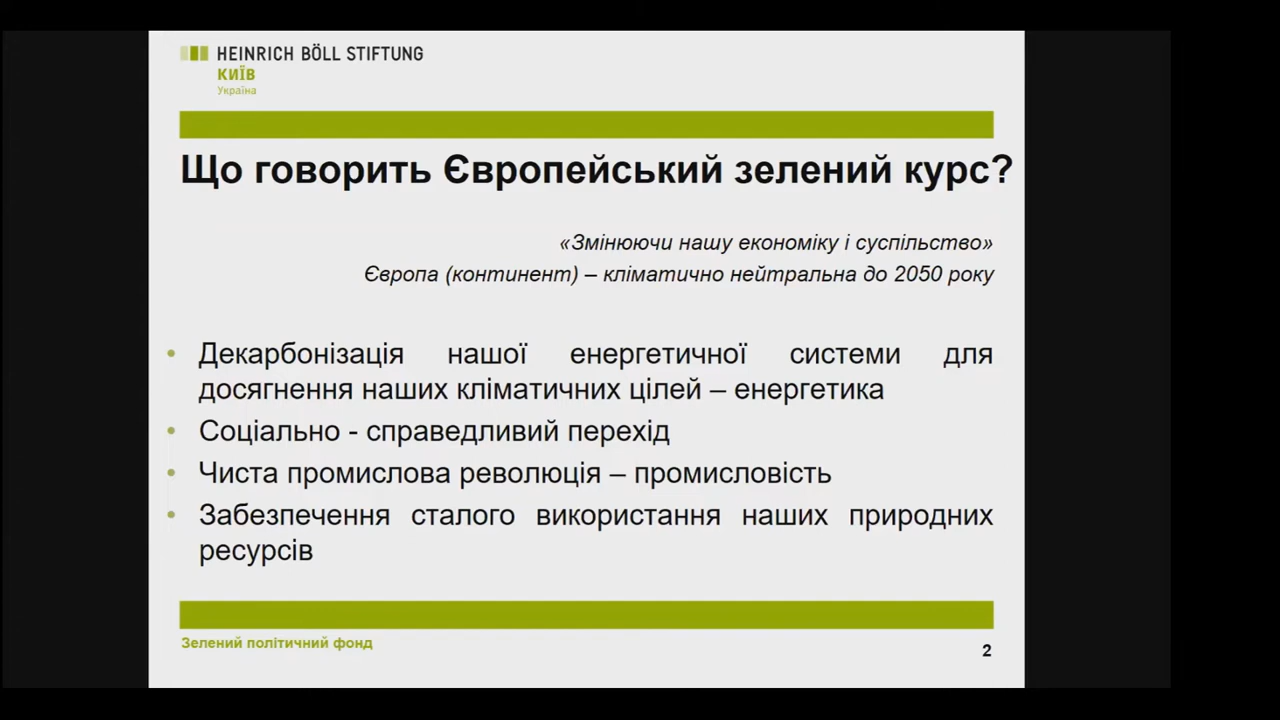 HEINRICH BÖLL STIFTUNG
КИЇВ
Україна
Що говорить Європейський зелений курс?
«Змінюючи нашу економіку і суспільство»
Європа (континент) – кліматично нейтральна до 2050 року
• Декарбонізація нашої енергетичної системи для
досягнення наших кліматичних цілей – енергетика
• Соціально - справедливий перехід
• Чиста промислова революція – промисловість
• Забезпечення сталого використання наших природних
ресурсів
Зелений політичний фонд
2